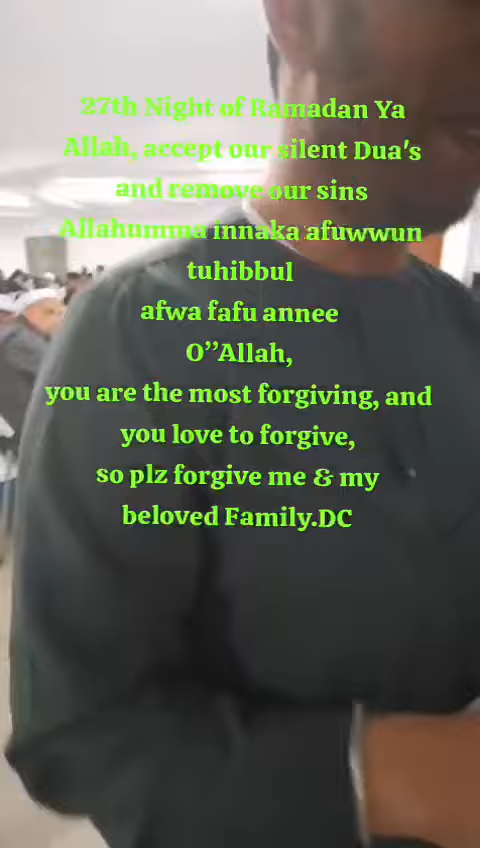 27th Night of Ramadan Ya
Allah, accept our silent Dua's
and remove our sins
Allahumma innaka afuwwun
tuhibbul
afwa fafu annee
O”Allah,
you are the most forgiving, and
you love to forgive,
so plz forgive me & my
beloved Family.DC